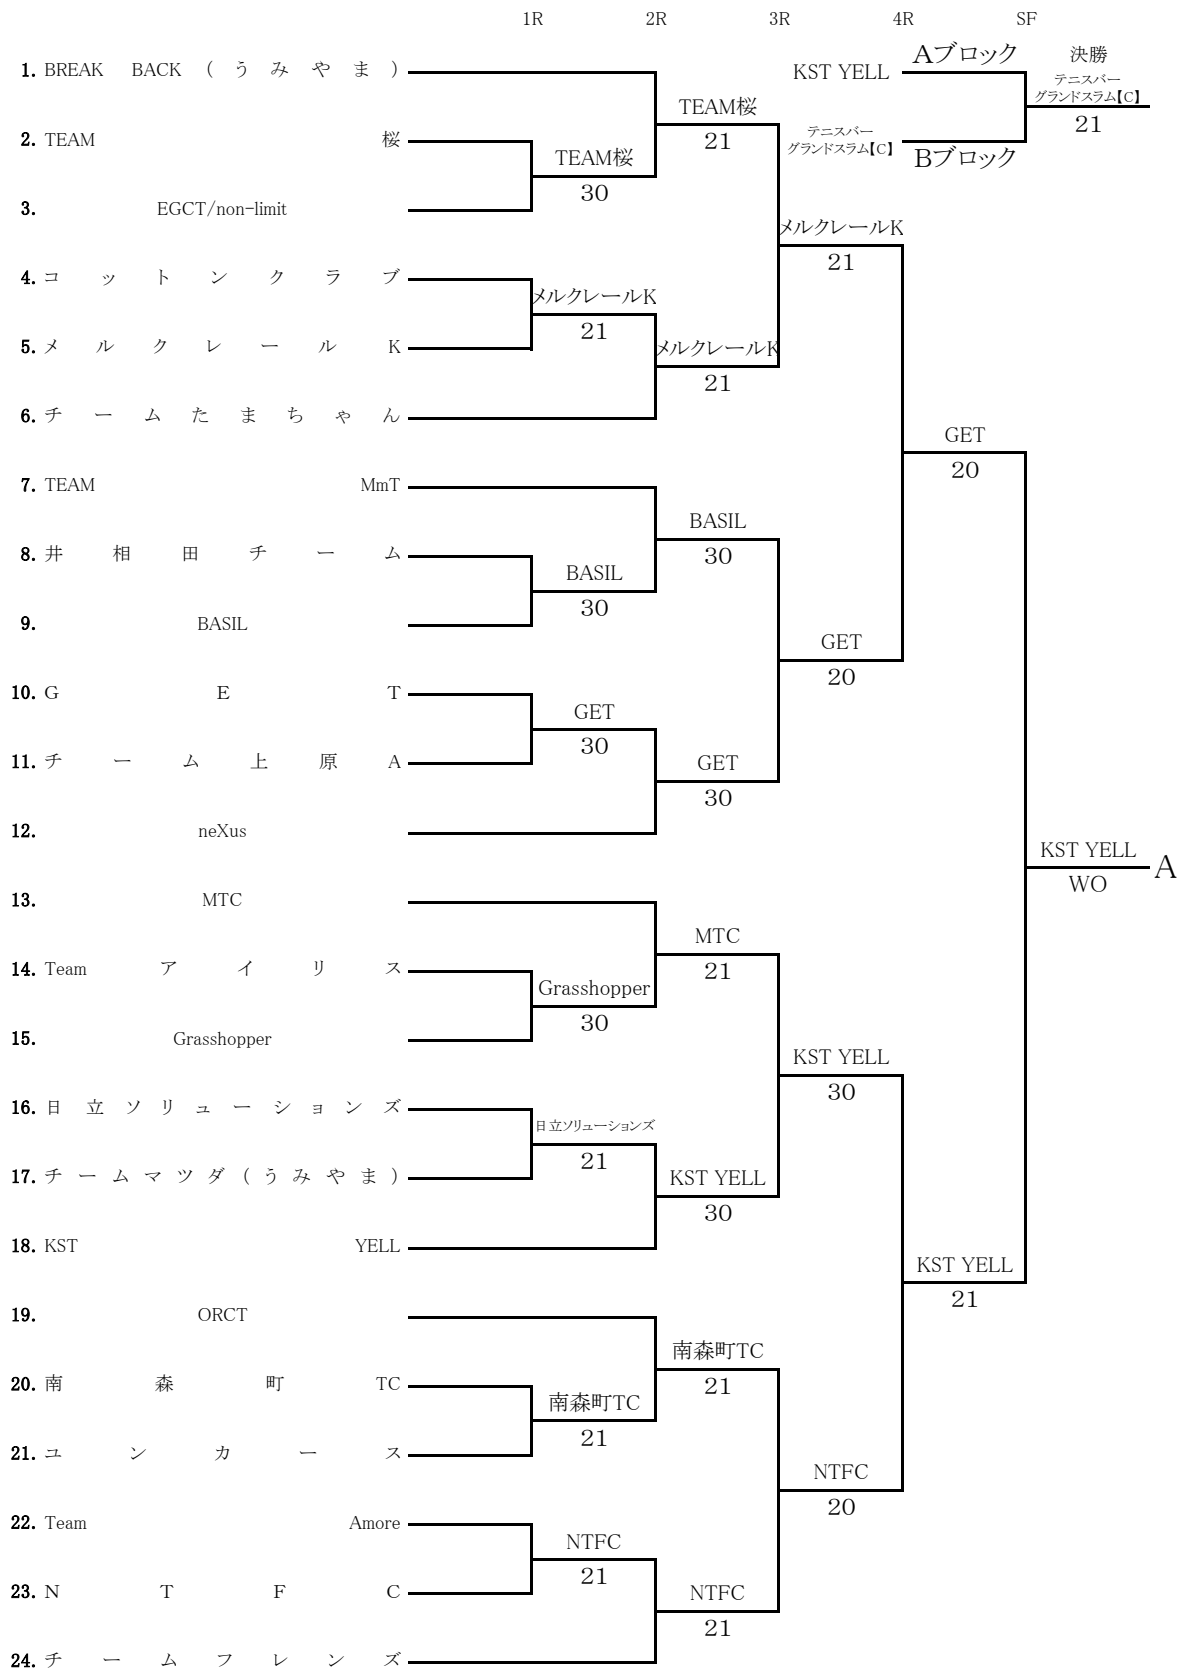 1R 2R 3R 4R SF
Aブロック 決勝
1. BREAK BACK (うみやま) KST YELL テニスバー
グランドスラム【C】
TEAM桜 21
2. TEAM 桜 21 テニスバー
グランドスラム【C】
TEAM桜 Bブロック
30
3. EGCT/non-limit
メルクレールK
21
4. コットンクラブ
メルクレールK
21
5. メルクレールK
メルクレールK
21
6. チームたまちゃん
GET
20
7. TEAM MmT
BASIL
30
8. 井相田チーム
BASIL
30
9. BASIL
GET
20
10. GET
GET
30
11. チーム上原A
GET
30
12. neXus
KST YELL
A
WO
13. MTC
MTC
21
14. Team アイリス
Grasshopper
30
15. Grasshopper
KST YELL
30
16. 日立ソリューションズ
日立ソリューションズ
21
17. チームマツダ(うみやま)
KST YELL
30
18. KST YELL
KST YELL
21
19. ORCT
南森町TC
21
20. 南森町TC
南森町TC
21
21. ユンカース
NTFC
20
22. Team Amore
NTFC
21
23. NTFC
NTFC
21
24. チームフレンズ